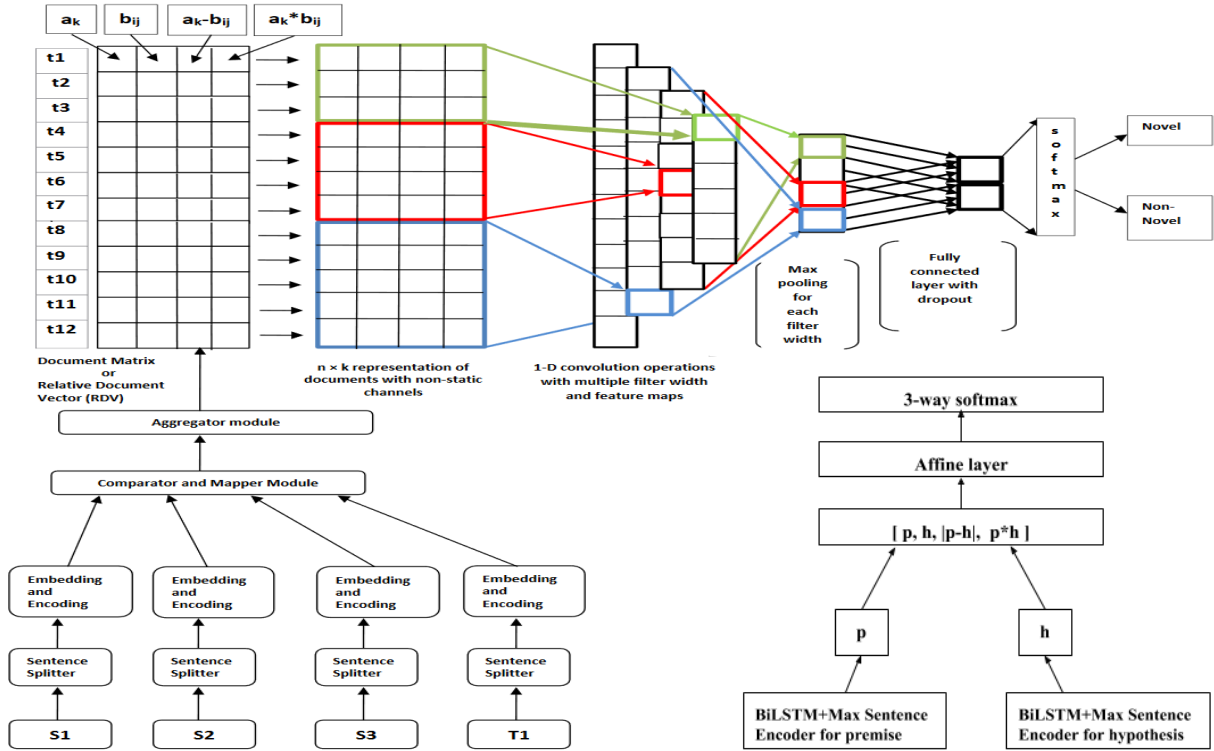 ak
bij
ak-bij
ak*bij
t1
t2
t3
t4
t5
t6
t7
t8
t9
t10
t11
t12
Document Matrix
or
Relative Document
Vector (RDV)
n × k representation of
documents with non-static
channels
1-D convolution operations
with multiple filter width
and feature maps
Max
pooling
for
each
filter
width
Fully
connected
layer with
dropout
softmax
Novel
Non-
Novel
Aggregator module
Comparator and Mapper Module
Embedding
and
Encoding
Embedding
and
Encoding
Embedding
and
Encoding
Embedding
and
Encoding
Sentence
Splitter
Sentence
Splitter
Sentence
Splitter
Sentence
Splitter
S1
S2
S3
T1
3-way softmax
Affine layer
[ p, h, |p-h|, p*h ]
p
h
BiLSTM+Max Sentence
Encoder for premise
BiLSTM+Max Sentence
Encoder for hypothesis